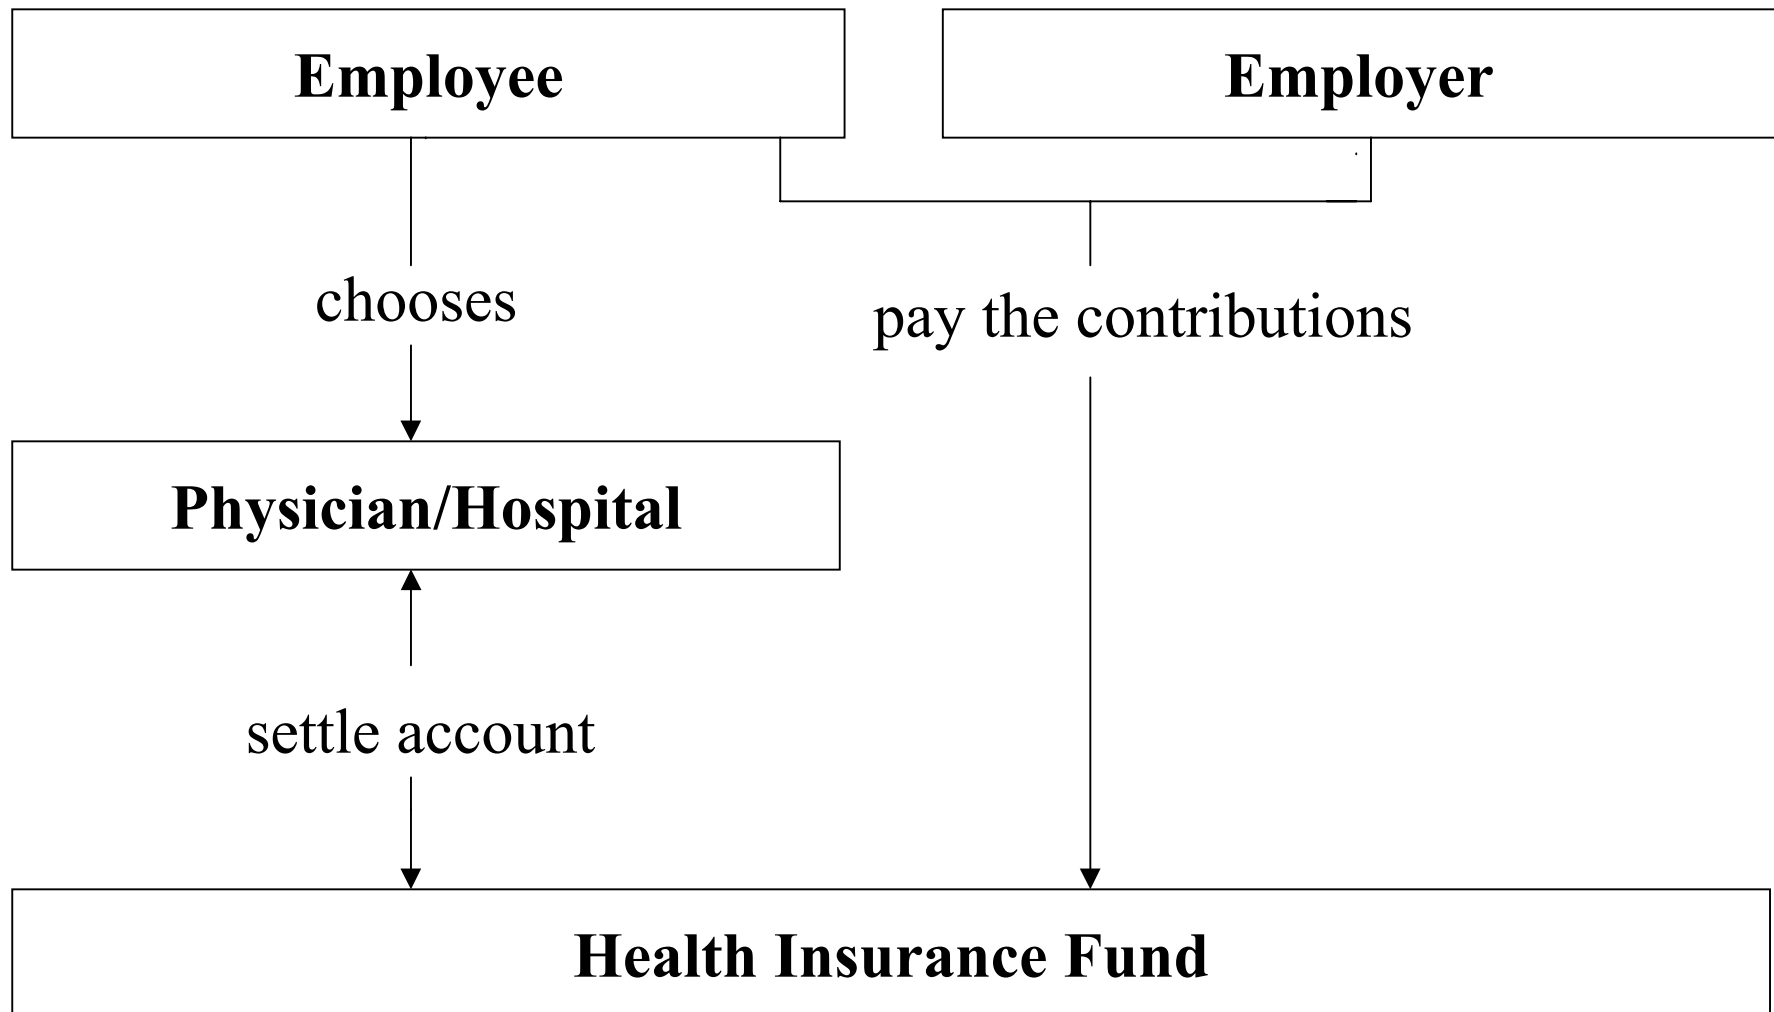 Employee
Employer
chooses
pay the contributions
Physician/Hospital
settle account
Health Insurance Fund